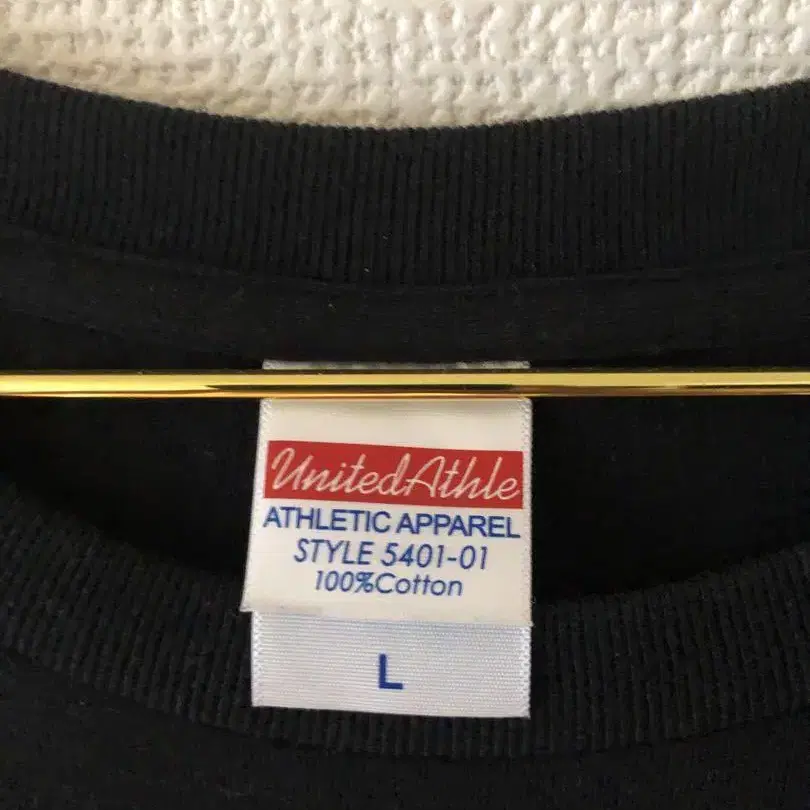 UnitedAthle
ATHLETIC APPAREL
STYLE 5401-01
100%Cotton
L